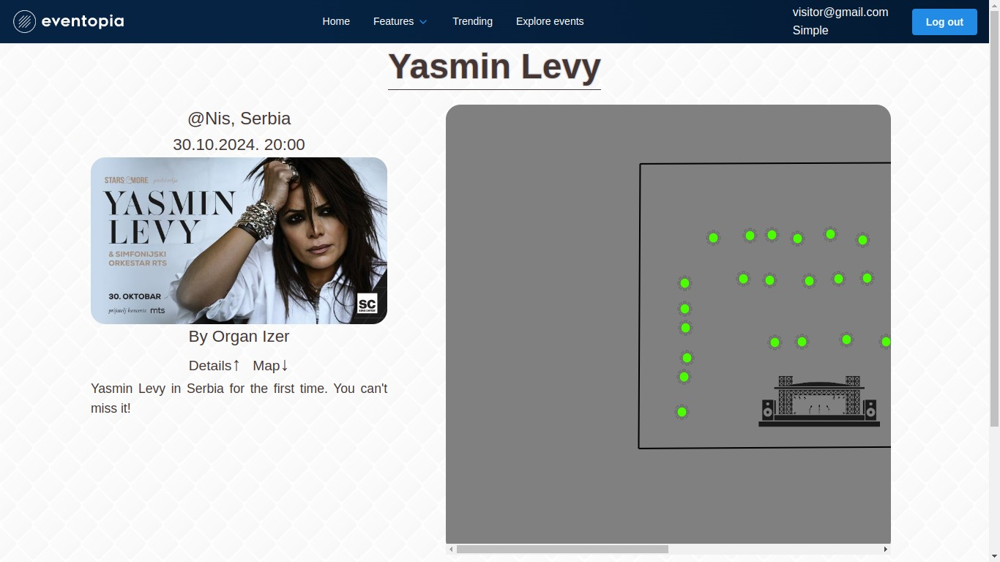 eventopia
Home
Features
Trending
Explore events
visitor@gmail.com
Simple
Log out
Yasmin Levy
@Nis, Serbia
30.10.2024. 20:00
STARS&MORE predstavlja
YASMIN
LEVY
& SIMFONIJSKI
ORKESTAR RTS
30. OKTOBAR
prijatelj koncerta mts
SC
sava centar
By Organ Izer
Details↑ Map↓
Yasmin Levy in Serbia for the first time. You can't
miss it!